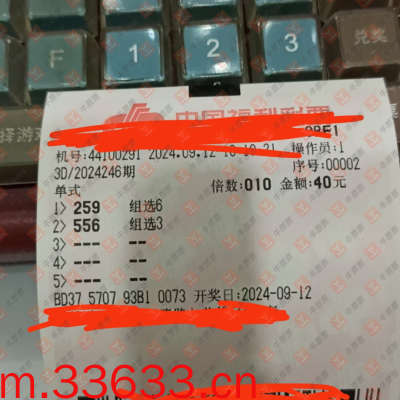 F
1
2
3
兑奖
择游戏
中国福利彩票
机号:44100291 2024.09.12 操作员:1
序号:00002
3D/2024246期
单式 倍数:010 金额:40元
1> 259 组选6
2> 556 组选3
3> --- --
4> --- --
5> --- --
BD37 5707 93B1 0073 开奖日:2024-09-12
m.33633.cn